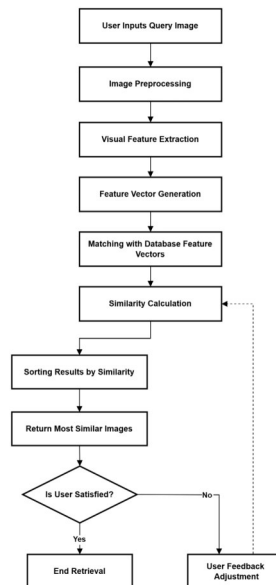 User Inputs Query Image
Image Preprocessing
Visual Feature Extraction
Feature Vector Generation
Matching with Database Feature
Vectors
Similarity Calculation
Sorting Results by Similarity
Return Most Similar Images
Is User Satisfied?
No
Yes
End Retrieval
User Feedback
Adjustment